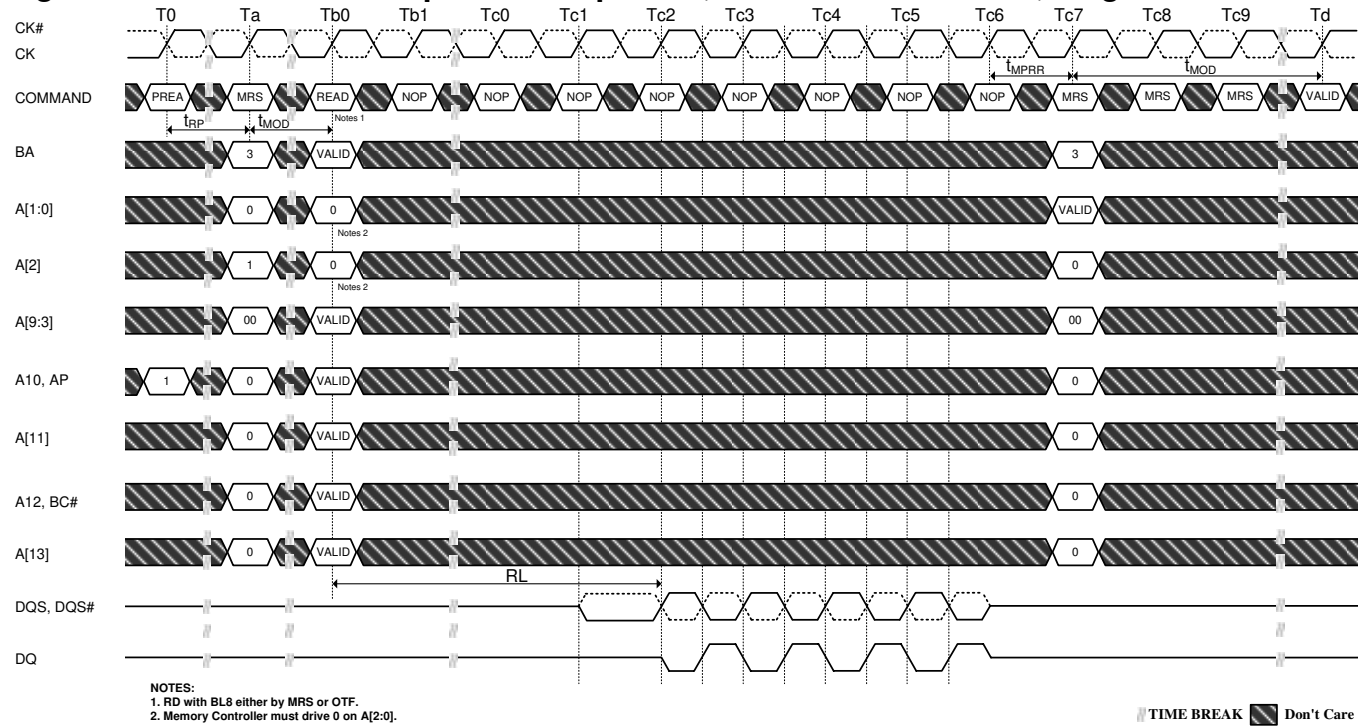 T0 Ta Tb0 Tb1 Tc0 Tc1 Tc2 Tc3 Tc4 Tc5 Tc6 Tc7 Tc8 Tc9 Td
CK#
CK
tMPRR tMOD
COMMAND PREA MRS READ NOP NOP NOP NOP NOP NOP NOP NOP MRS MRS MRS VALID
tRP tMOD Notes 1
BA 3 VALID 3
A[1:0] 0 0 VALID
Notes 2
A[2] 1 0 0
Notes 2
A[9:3] 00 VALID 00
A10, AP 1 0 VALID 0
A[11] 0 VALID 0
A12, BC# 0 VALID 0
A[13] 0 VALID 0
RL
DQS, DQS#
DQ
NOTES:
1. RD with BL8 either by MRS or OTF.
2. Memory Controller must drive 0 on A[2:0].
TIME BREAK Don't Care